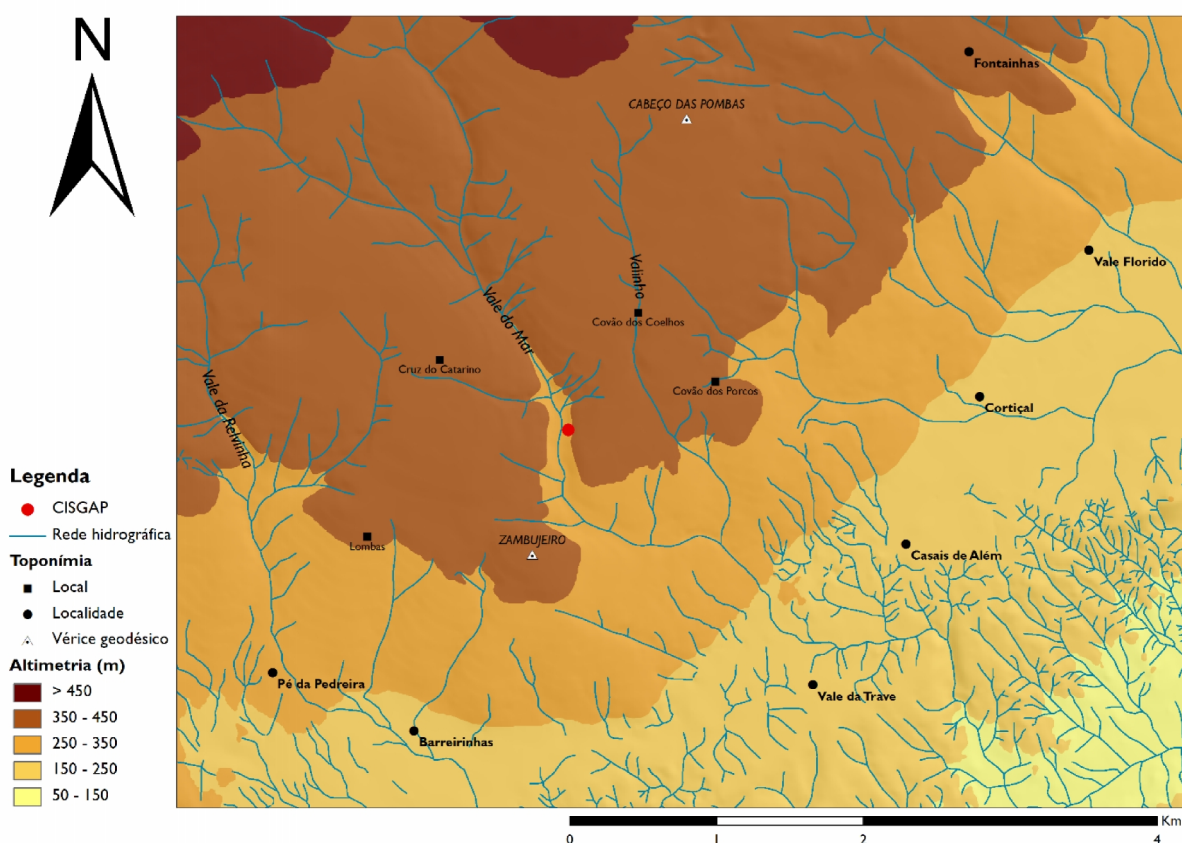 N
Fontainhas
CABEÇO DAS POMBAS
Vale Florido
Valinho
Vale do Mar
Covão dos Coelhos
Cruz do Catarino
Covão dos Porcos
Vale da Relvinha
Cortiçal
Legenda
CISGAP
Rede hidrográfica
Toponímia
Local
Localidade
Vérice geodésico
Altimetria (m)
> 450
350 - 450
250 - 350
150 - 250
50 - 150
Lombas
ZAMBUJEIRO
Casais de Além
Pé da Pedreira
Vale da Trave
Barreirinhas
Km
0 1 2 4